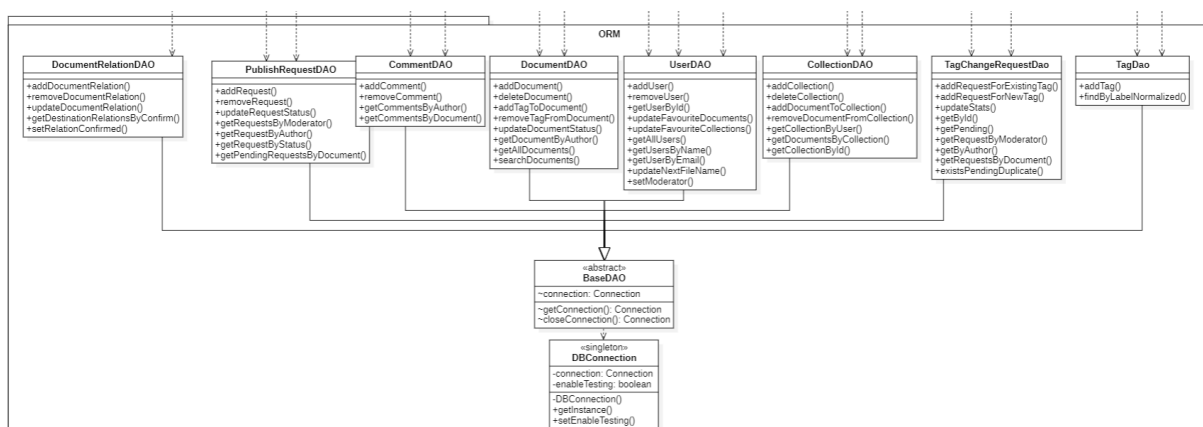 ORM
DocumentRelationDAO
+addDocumentRelation()
+removeDocumentRelation()
+updateDocumentRelation()
+getDestinationRelationsByConfirm()
+setRelationConfirmed()
PublishRequestDAO
+addRequest()
+removeRequest()
+updateRequestStatus()
+getRequestsByModerator()
+getRequestByAuthor()
+getRequestByStatus()
+getPendingRequestsByDocument()
CommentDAO
+addComment()
+removeComment()
+getCommentsByAuthor()
+getCommentsByDocument()
DocumentDAO
+addDocument()
+deleteDocument()
+addTagToDocument()
+removeTagFromDocument()
+updateDocumentStatus()
+getDocumentByAuthor()
+getAllDocuments()
+searchDocuments()
UserDAO
+addUser()
+removeUser()
+getUserById()
+updateFavouriteDocuments()
+updateFavouriteCollections()
+getAllUsers()
+getUsersByName()
+getUserByEmail()
+updateNextFileName()
+setModerator()
CollectionDAO
+addCollection()
+deleteCollection()
+addDocumentToCollection()
+removeDocumentFromCollection()
+getCollectionByUser()
+getDocumentsByCollection()
+getCollectionById()
TagChangeRequestDao
+addRequestForExistingTag()
+addRequestForNewTag()
+updateStats()
+getById()
+getPending()
+getRequestByModerator()
+getByAuthor()
+getRequestsByDocument()
+existsPendingDuplicate()
TagDao
+addTag()
+findByLabelNormalized()
«abstract»
BaseDAO
~connection: Connection
~getConnection(): Connection
~closeConnection(): Connection
«singleton»
DBConnection
-connection: Connection
-enableTesting: boolean
-DBConnection()
+getInstance()
+setEnableTesting()